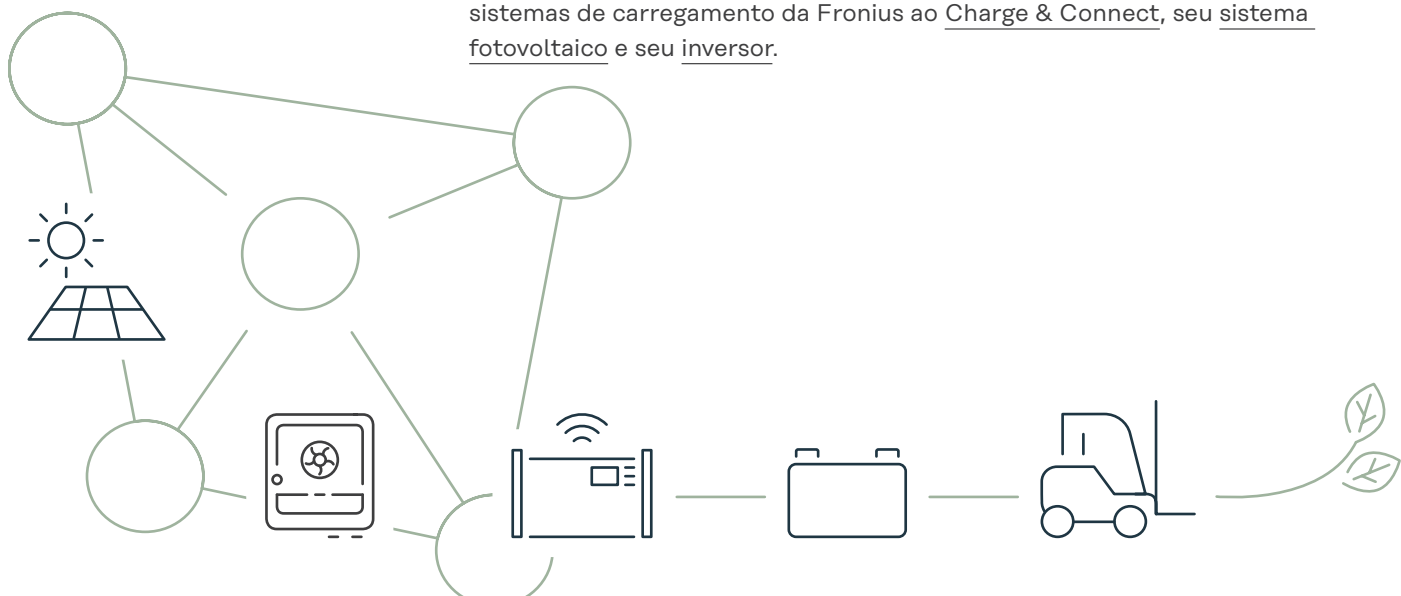 sistemas de carregamento da Fronius ao Charge & Connect, seu sistema
fotovoltaico e seu inversor.